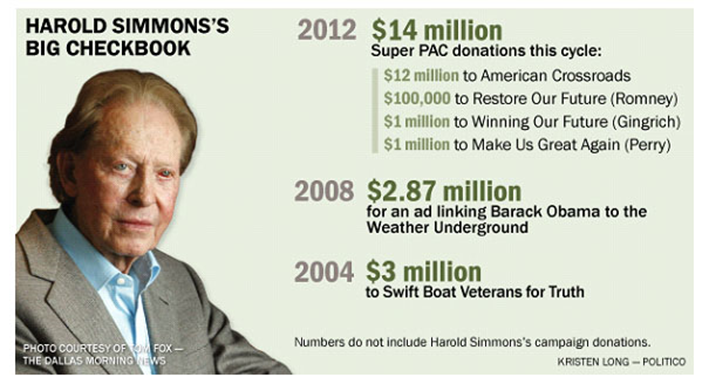 HAROLD SIMMONS'S
BIG CHECKBOOK
2012 $14 million
Super PAC donations this cycle:
$12 million to American Crossroads
$100,000 to Restore Our Future (Romney)
$1 million to Winning Our Future (Gingrich)
$1 million to Make Us Great Again (Perry)
2008 $2.87 million
for an ad linking Barack Obama to the
Weather Underground
2004 $3 million
to Swift Boat Veterans for Truth
Numbers do not include Harold Simmons's campaign donations.
PHOTO COURTESY OF TOM FOX —
THE DALLAS MORNING NEWS
KRISTEN LONG — POLITICO